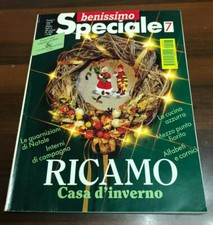 benissimo
Speciale 7
La cucina
azzurra
Le guarnizioni
di Natale
Interni
di campagna
Mezzo punto
fiorito
Alfabeti
e cornici
RICAMO
Casa d'inverno